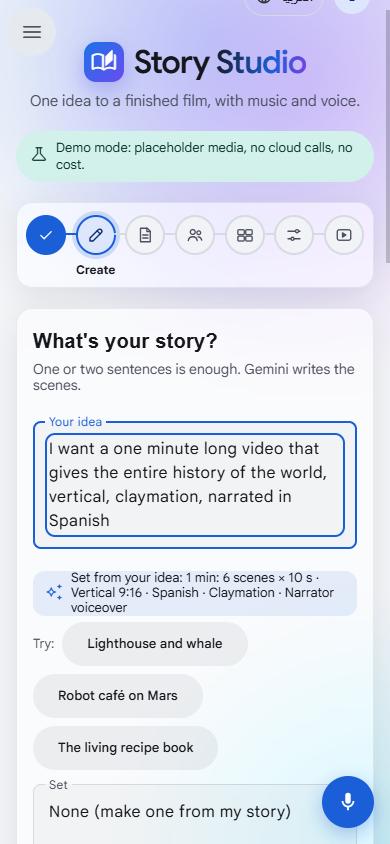 Story Studio
One idea to a finished film, with music and voice.
Demo mode: placeholder media, no cloud calls, no
cost.
Create
What's your story?
One or two sentences is enough. Gemini writes the
scenes.
Your idea
I want a one minute long video that
gives the entire history of the world,
vertical, claymation, narrated in
Spanish
Set from your idea: 1 min: 6 scenes × 10 s ·
Vertical 9:16 · Spanish · Claymation · Narrator
voiceover
Try:
Lighthouse and whale
Robot café on Mars
The living recipe book
Set
None (make one from my story)